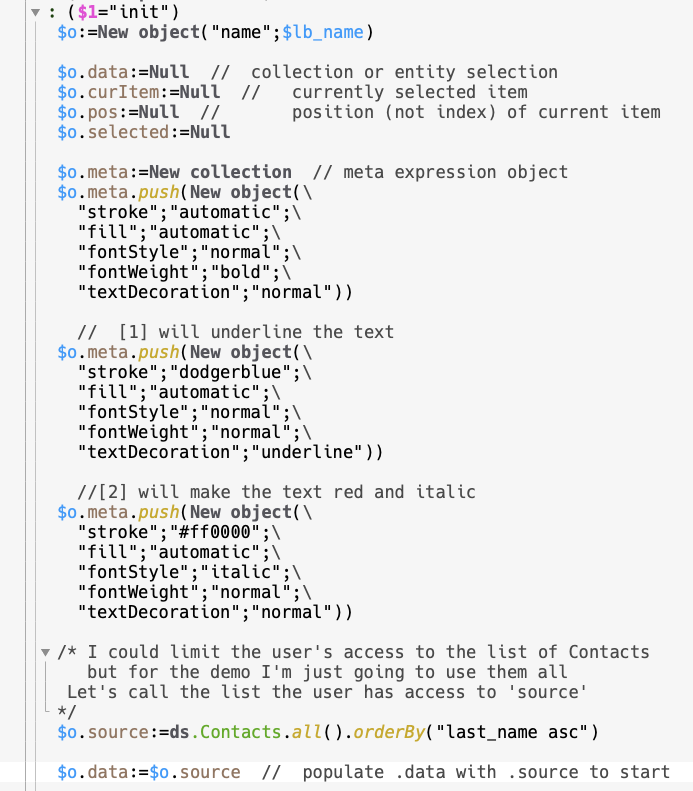 : ($1="init")
$o:=New object("name";$lb_name)
$o.data:=Null  //  collection or entity selection
$o.curItem:=Null  //   currently selected item
$o.pos:=Null  //       position (not index) of current item
$o.selected:=Null
$o.meta:=New collection  // meta expression object
$o.meta.push(New object(\
"stroke";"automatic";\
"fill";"automatic";\
"fontStyle";"normal";\
"fontWeight";"bold";\
"textDecoration";"normal"))
//  [1] will underline the text
$o.meta.push(New object(\
"stroke";"dodgerblue";\
"fill";"automatic";\
"fontStyle";"normal";\
"fontWeight";"normal";\
"textDecoration";"underline"))
//[2] will make the text red and italic
$o.meta.push(New object(\
"stroke";"#ff0000";\
"fill";"automatic";\
"fontStyle";"italic";\
"fontWeight";"normal";\
"textDecoration";"normal"))
/* I could limit the user's access to the list of Contacts
but for the demo I'm just going to use them all
Let's call the list the user has access to 'source'
*/
$o.source:=ds.Contacts.all().orderBy("last_name asc")
$o.data:=$o.source  //  populate .data with .source to start